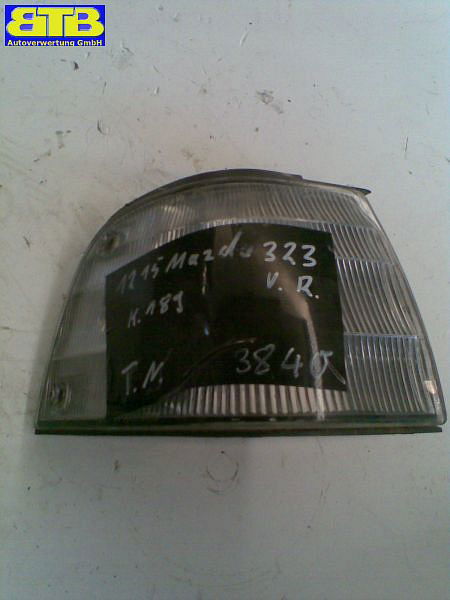 BTB
Autoverwertung GmbH
1215 Mazda 323
K.189 V.R.
T.N. 3840